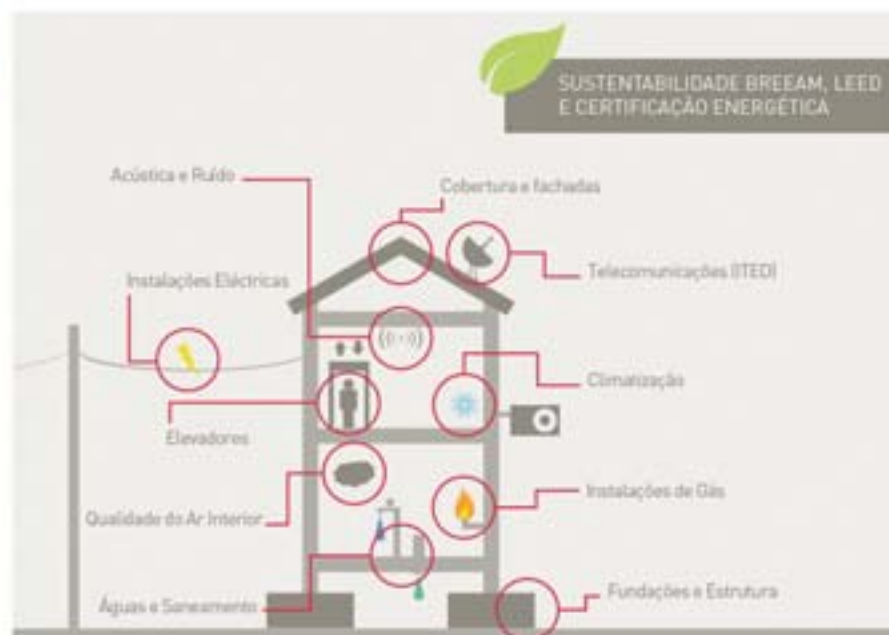 SUSTENTABILIDADE BREEAM, LEED
E CERTIFICAÇÃO ENERGÉTICA
Acústica e Ruído
Cobertura e fachadas
Telecomunicações (ITED)
Instalações Eléctricas
Climatização
Elevadores
Instalações de Gás
Qualidade do Ar Interior
Fundações e Estrutura
Águas e Saneamento